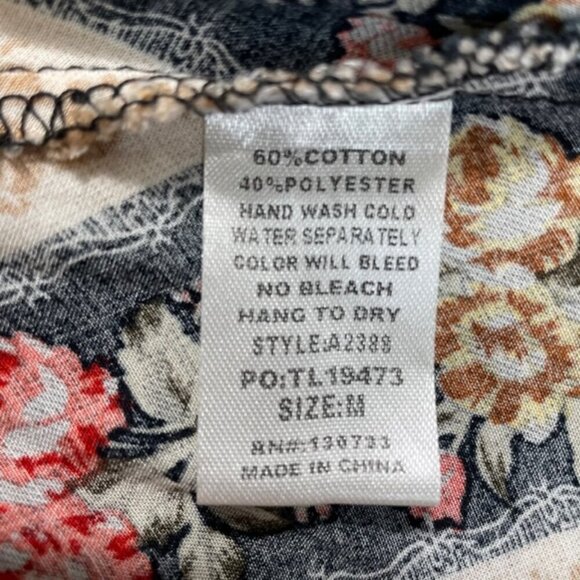 60%COTTON
40%POLYESTER
HAND WASH COLD
WATER SEPARATELY
COLOR WILL BLEED
NO BLEACH
HANG TO DRY
STYLE:A2388
PO:TL19473
SIZE:M
RN#:130733
MADE IN CHINA